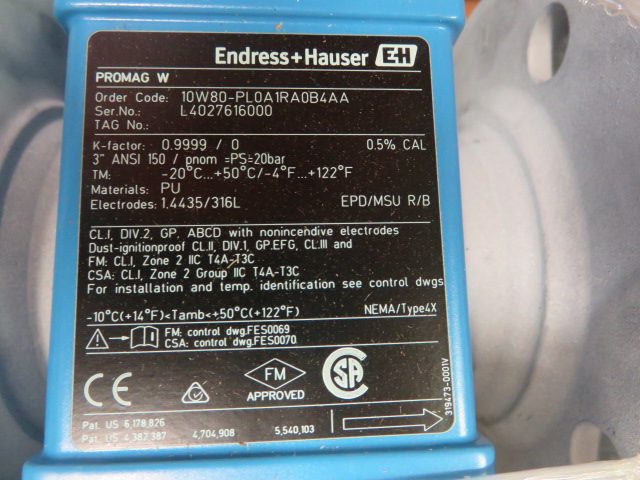 Endress+Hauser EH
PROMAG W
Order Code: 10W80-PL0A1RA0B4AA
Ser.No.: L4027616000
TAG No.:
K-factor: 0.9999 / 0 0.5% CAL
3" ANSI 150 / pnom =PS=20bar
TM: -20°C...+50°C/-4°F...+122°F
Materials: PU
Electrodes: 1.4435/316L EPD/MSU R/B
CL.I, DIV.2, GP. ABCD with nonincendive electrodes
Dust-ignitionproof CL.II, DIV.1, GP.EFG, CL.III and
FM: CL.I, Zone 2 IIC T4A-T3C
CSA: CL.I, Zone 2 Group IIC T4A-T3C
For installation and temp. identification see control dwgs
-10°C(+14°F)<Tamb<+50°C(+122°F) NEMA/Type4X
FM: control dwg.FES0069
CSA: control dwg.FES0070
CE
FM
APPROVED
SA
319473-0001V
Pat. US 6,178,826
Pat. US 4,382,387 4,704,908 5,540,103